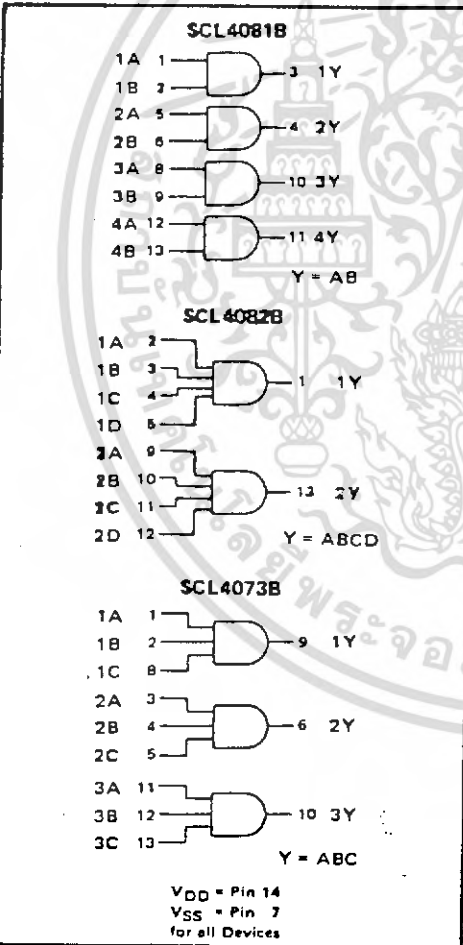 SCL4081B
1A 1
3 1Y
1B 2
2A 5
4 2Y
2B 6
3A 8
10 3Y
3B 9
4A 12
11 4Y
4B 13
Y = AB
SCL4082B
1A 2
1B 3
1 1Y
1C 4
1D 5
2A 9
2B 10
13 2Y
2C 11
2D 12
Y = ABCD
SCL4073B
1A 1
1B 2
9 1Y
1C 8
2A 3
2B 4
6 2Y
2C 5
3A 11
3B 12
10 3Y
3C 13
Y = ABC
VDD = Pin 14
VSS = Pin 7
for all Devices